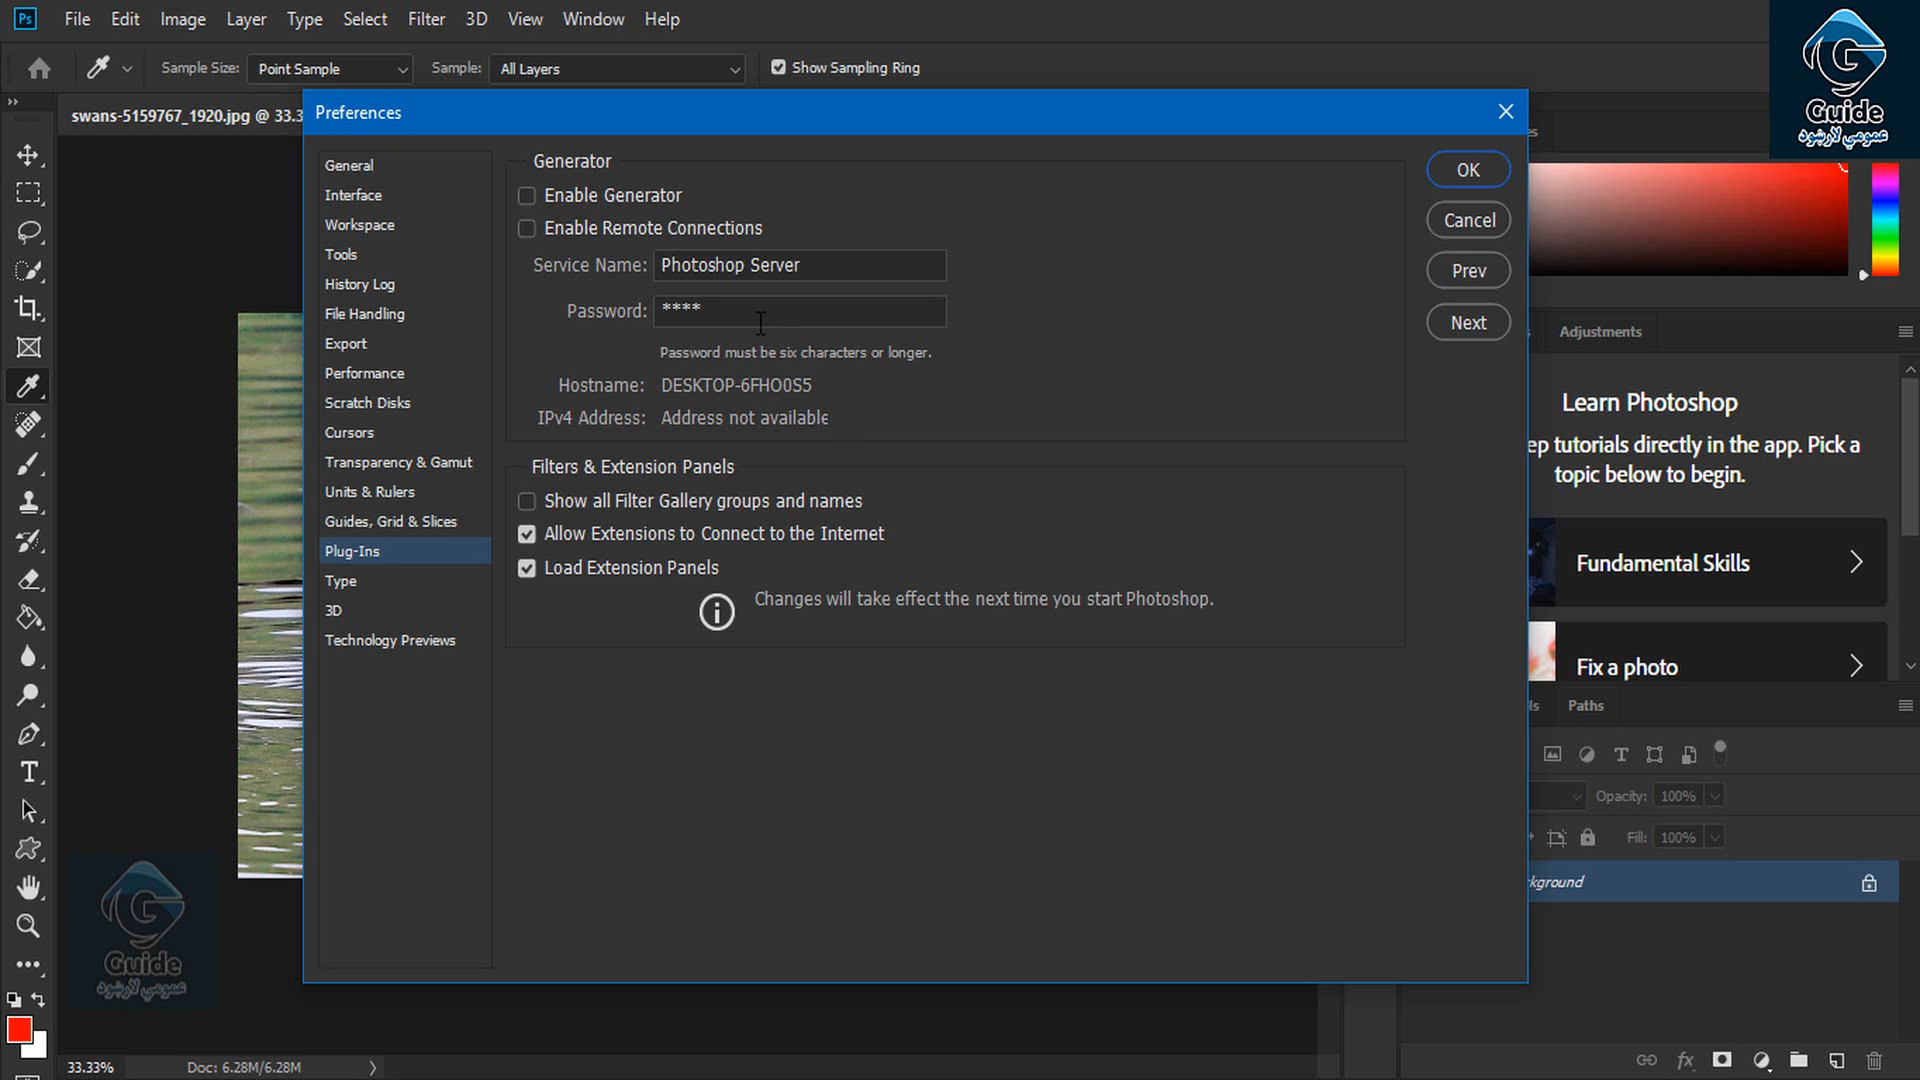 Ps File Edit Image Layer Type Select Filter 3D View Window Help
Sample Size: Point Sample Sample: All Layers Show Sampling Ring
Guide
عمومي لارښود
swans-5159767_1920.jpg @ 33.3
Preferences
General
Interface
Workspace
Tools
History Log
File Handling
Export
Performance
Scratch Disks
Cursors
Transparency & Gamut
Units & Rulers
Guides, Grid & Slices
Plug-Ins
Type
3D
Technology Previews
Generator
Enable Generator
Enable Remote Connections
Service Name: Photoshop Server
Password: ****
Password must be six characters or longer.
Hostname: DESKTOP-6FHO0S5
IPv4 Address: Address not available
Filters & Extension Panels
Show all Filter Gallery groups and names
Allow Extensions to Connect to the Internet
Load Extension Panels
Changes will take effect the next time you start Photoshop.
OK
Cancel
Prev
Next
es
s Adjustments
Learn Photoshop
ep tutorials directly in the app. Pick a
topic below to begin.
Fundamental Skills
Fix a photo
ls Paths
Opacity: 100%
Fill: 100%
kground
Guide
عمومي لارښود
33.33% Doc: 6.28M/6.28M
fx